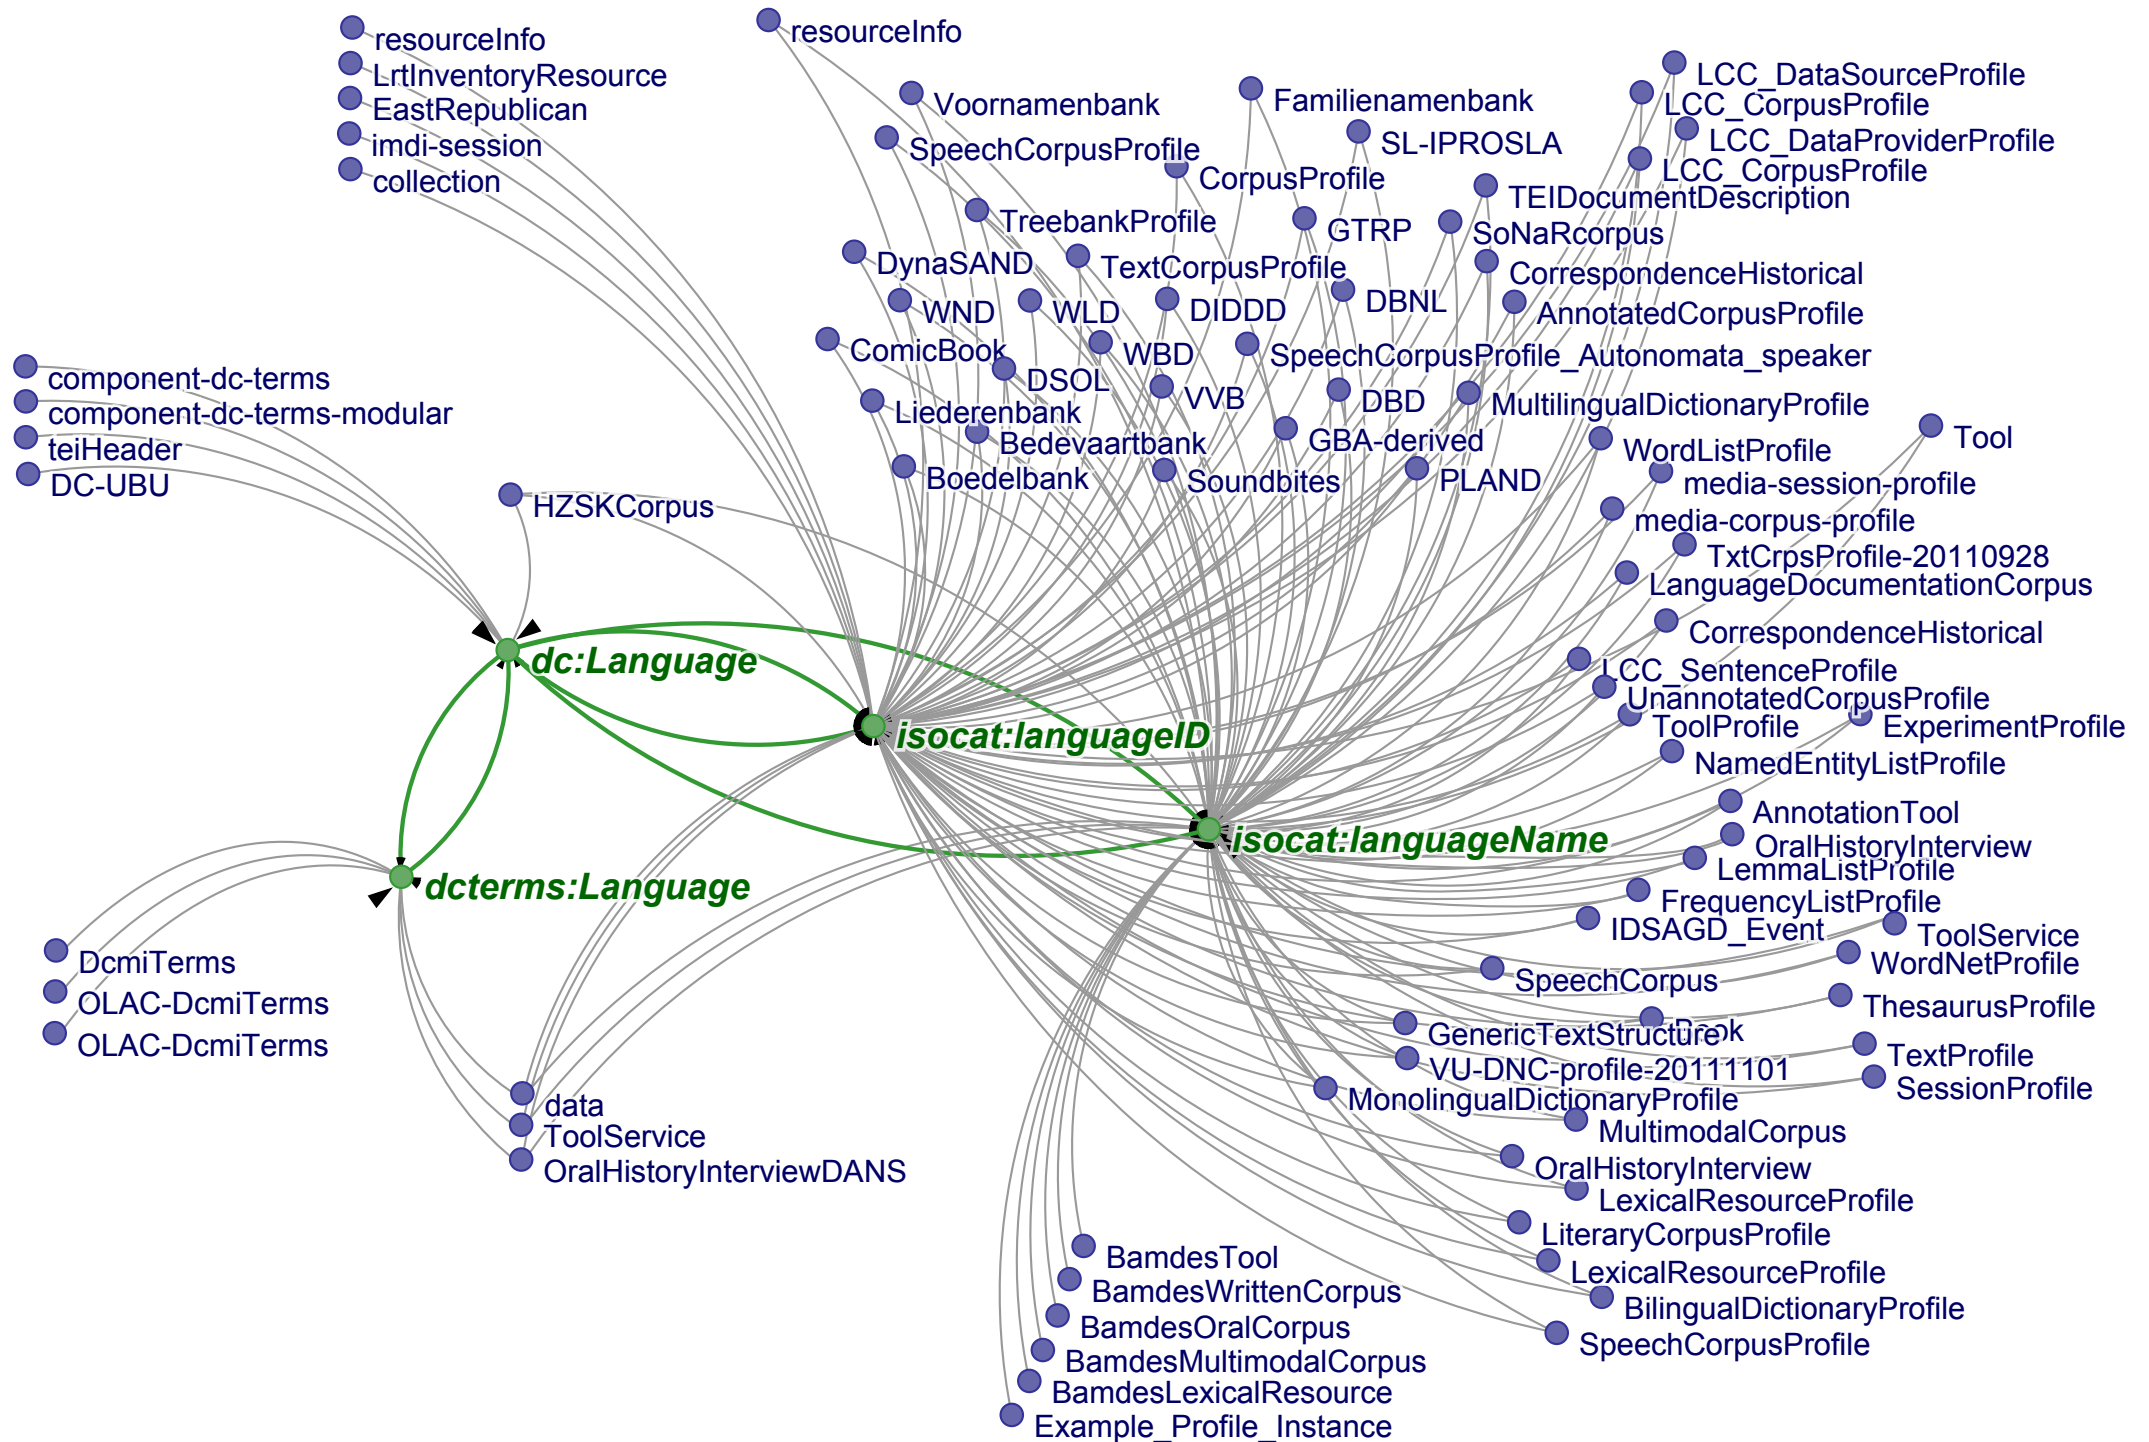 resourceInfo
LrtInventoryResource
EastRepublican
imdi-session
collection
resourceInfo
Voornamenbank
SpeechCorpusProfile
Familienamenbank
SL-IPROSLA
CorpusProfile
LCC_DataSourceProfile
LCC_CorpusProfile
LCC_DataProviderProfile
LCC_CorpusProfile
TEIDocumentDescription
TreebankProfile
GTRP
SoNaRcorpus
DynaSAND
TextCorpusProfile
CorrespondenceHistorical
WND
WLD
DIDDD
DBNL
AnnotatedCorpusProfile
ComicBook
WBD
SpeechCorpusProfile_Autonomata_speaker
DSOL
VVB
DBD
MultilingualDictionaryProfile
Liederenbank
Bedevaartbank
GBA-derived
WordListProfile
Tool
Boedelbank
Soundbites
PLAND
media-session-profile
media-corpus-profile
TxtCrpsProfile-20110928
LanguageDocumentationCorpus
CorrespondenceHistorical
LCC_SentenceProfile
UnannotatedCorpusProfile
ToolProfile
ExperimentProfile
NamedEntityListProfile
AnnotationTool
OralHistoryInterview
LemmaListProfile
FrequencyListProfile
IDSAGD_Event
ToolService
WordNetProfile
SpeechCorpus
ThesaurusProfile
Book
GenericTextStructure
TextProfile
VU-DNC-profile-20111101
SessionProfile
MonolingualDictionaryProfile
MultimodalCorpus
OralHistoryInterview
LexicalResourceProfile
LiteraryCorpusProfile
LexicalResourceProfile
BilingualDictionaryProfile
SpeechCorpusProfile
component-dc-terms
component-dc-terms-modular
teiHeader
DC-UBU
HZSKCorpus
dc:Language
isocat:languageID
isocat:languageName
dcterms:Language
DcmiTerms
OLAC-DcmiTerms
OLAC-DcmiTerms
data
ToolService
OralHistoryInterviewDANS
BamdesTool
BamdesWrittenCorpus
BamdesOralCorpus
BamdesMultimodalCorpus
BamdesLexicalResource
Example_Profile_Instance